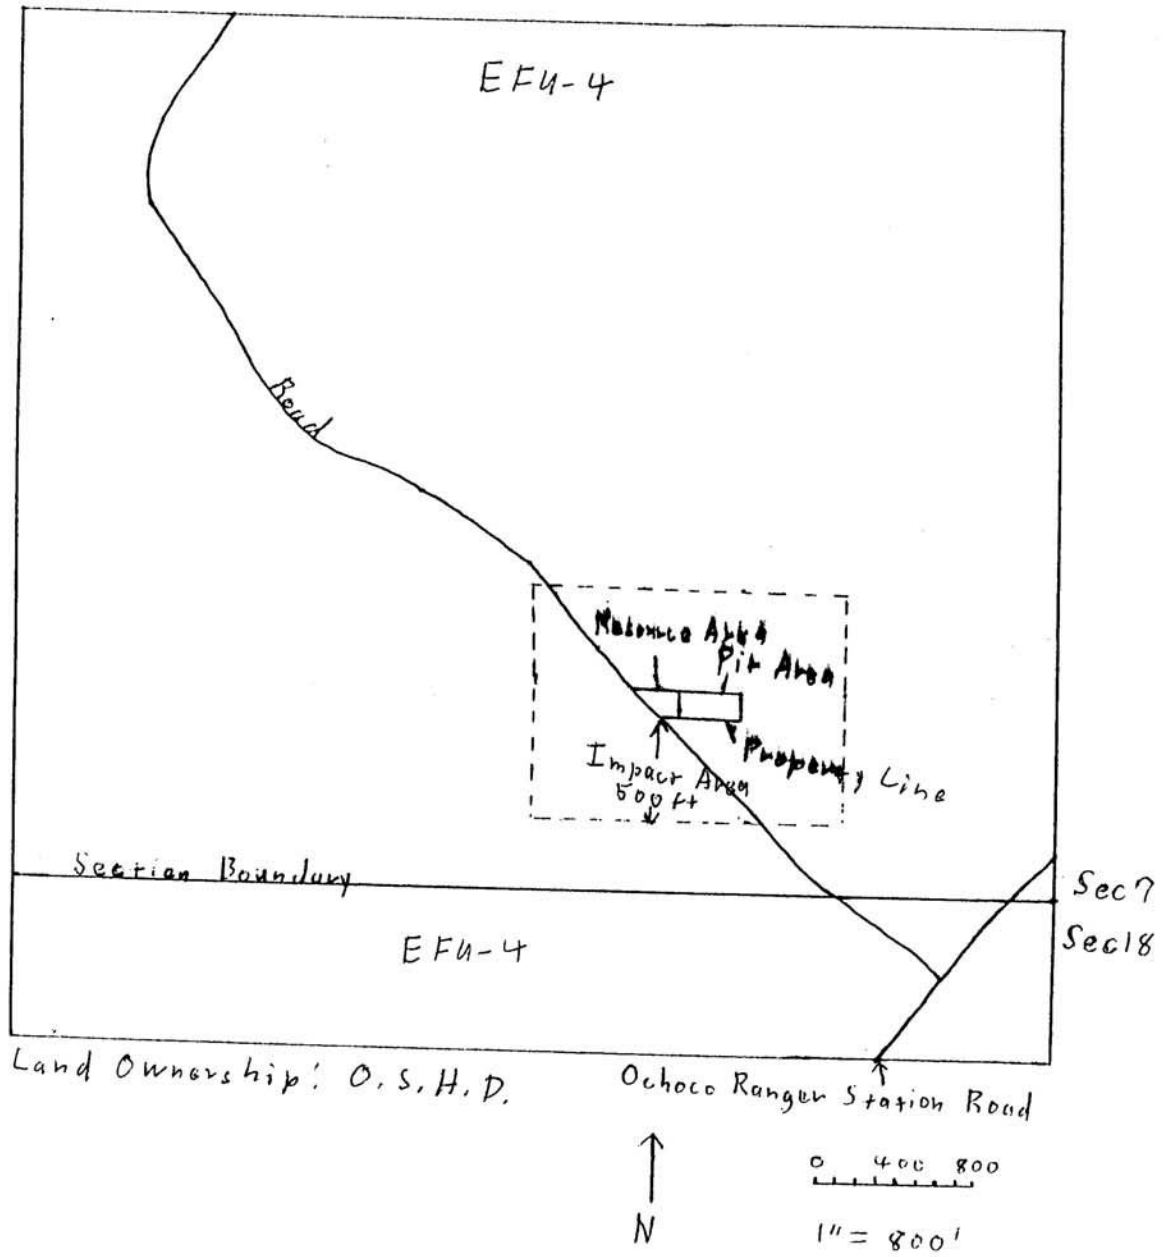 EFU-4
Road
Resource Area
Pit Area
Property Line
Impact Area
500 ft
Section Boundary
Sec 7
Sec 18
EFU-4
Land Ownership: O.S.H.D.
Ochoco Ranger Station Road
N
0 400 800
1" = 800'